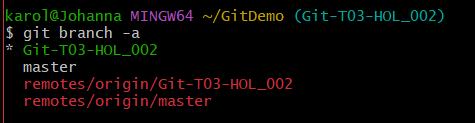 karol@Johanna MINGW64 ~/GitDemo (Git-T03-HOL_002)
$ git branch -a
* Git-T03-HOL_002
  master
  remotes/origin/Git-T03-HOL_002
  remotes/origin/master